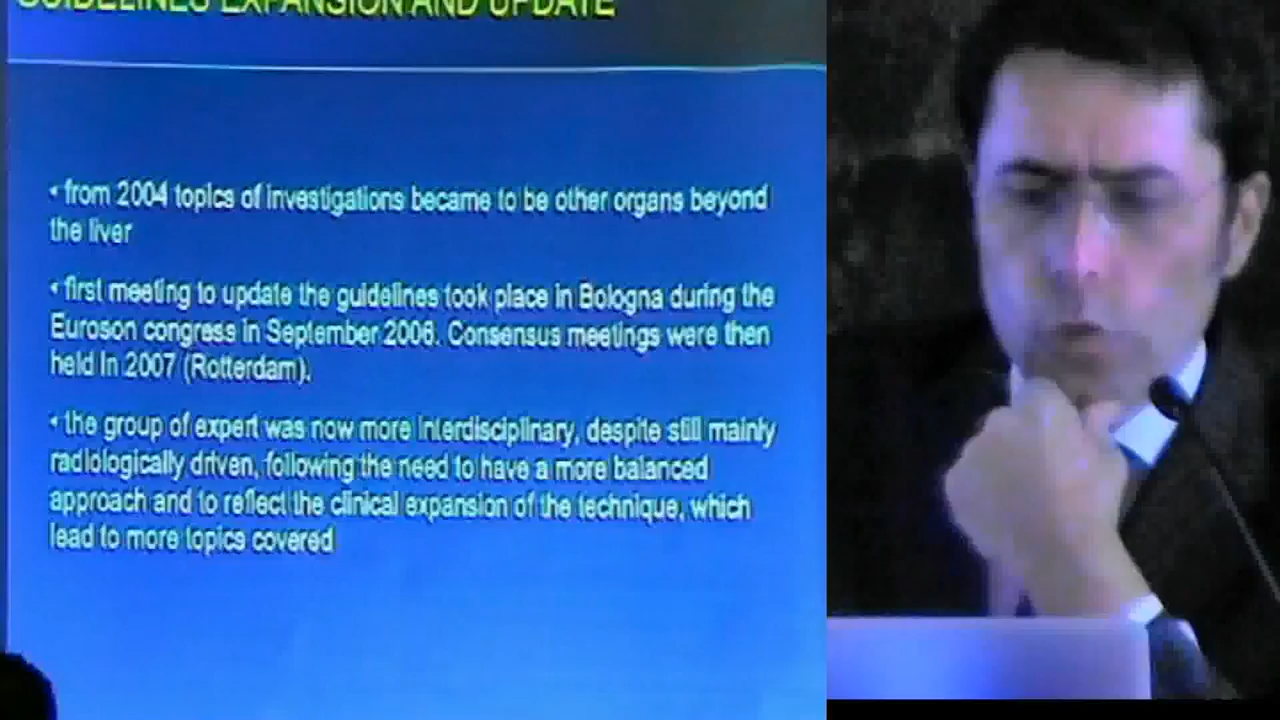 GUIDELINES EXPANSION AND UPDATE
• from 2004 topics of investigations became to be other organs beyond
the liver
• first meeting to update the guidelines took place in Bologna during the
Euroson congress in September 2006. Consensus meetings were then
held in 2007 (Rotterdam).
• the group of expert was now more interdisciplinary, despite still mainly
radiologically driven, following the need to have a more balanced
approach and to reflect the clinical expansion of the technique, which
lead to more topics covered